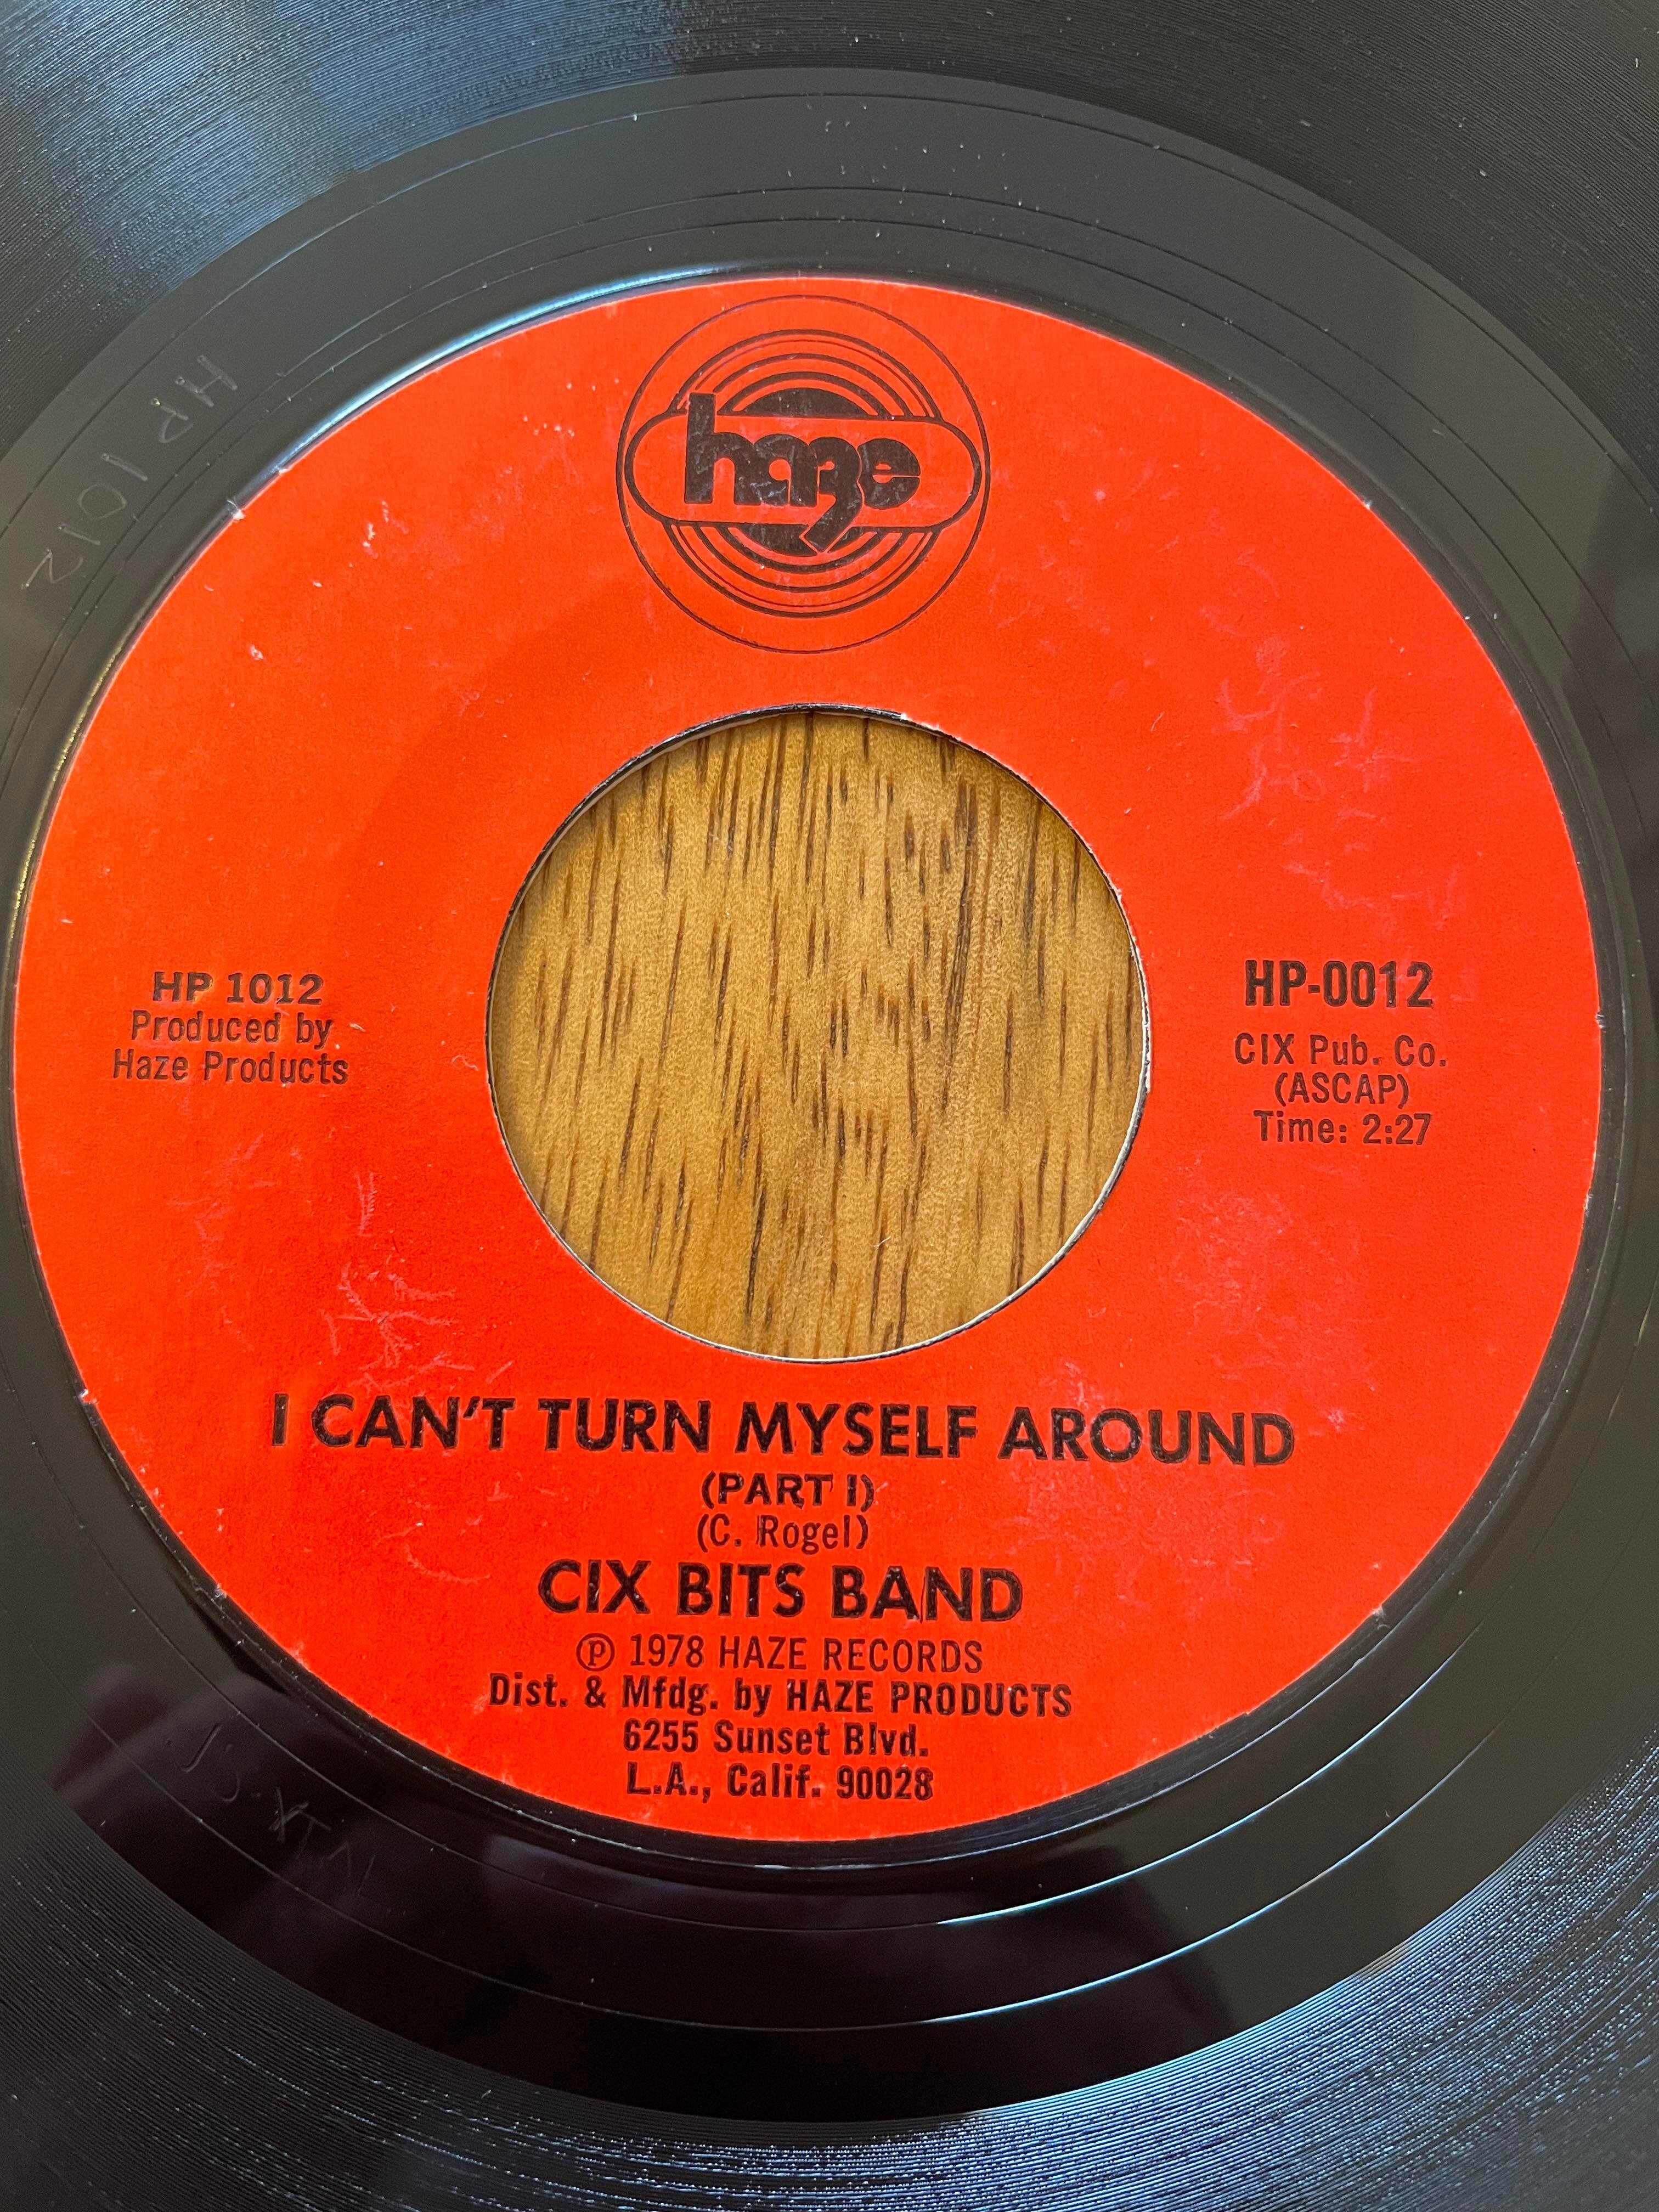 haze
HP 1012
HP 1012
Produced by
Haze Products
HP-0012
CIX Pub. Co.
(ASCAP)
Time: 2:27
I CAN'T TURN MYSELF AROUND
(PART I)
(C. Rogel)
CIX BITS BAND
℗ 1978 HAZE RECORDS
Dist. & Mfdg. by HAZE PRODUCTS
6255 Sunset Blvd.
L.A., Calif. 90028